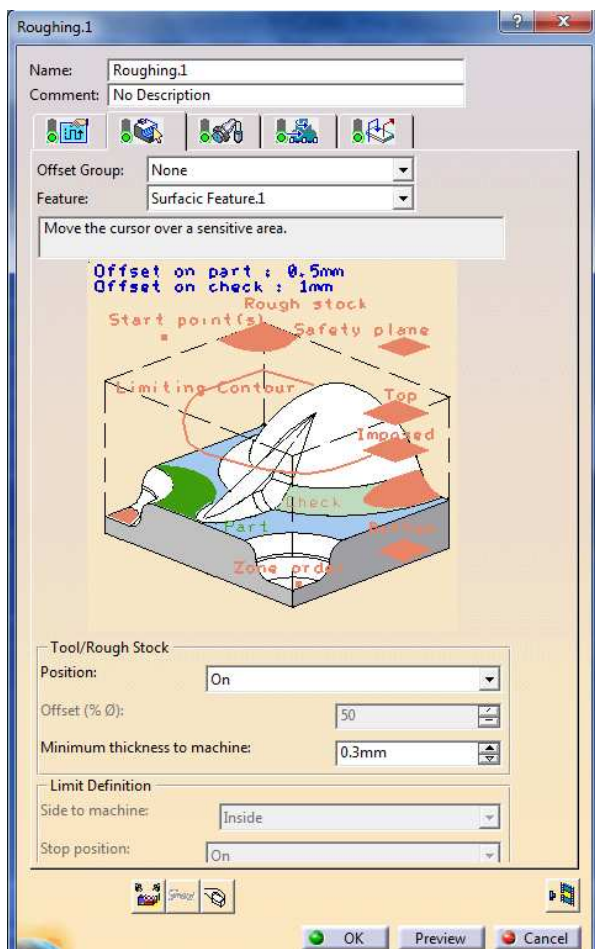 Roughing.1
Name: Roughing.1
Comment: No Description
Offset Group: None
Feature: Surfacic Feature.1
Move the cursor over a sensitive area.
Offset on part : 0.5mm
Offset on check : 1mm
Rough stock
Start point(s)
Safety plane
Limiting Contour
Top
Imposed
Check
Part
Bottom
Zone order
Tool/Rough Stock
Position: On
Offset (% Ø): 50
Minimum thickness to machine: 0.3mm
Limit Definition
Side to machine: Inside
Stop position: On
OK Preview Cancel